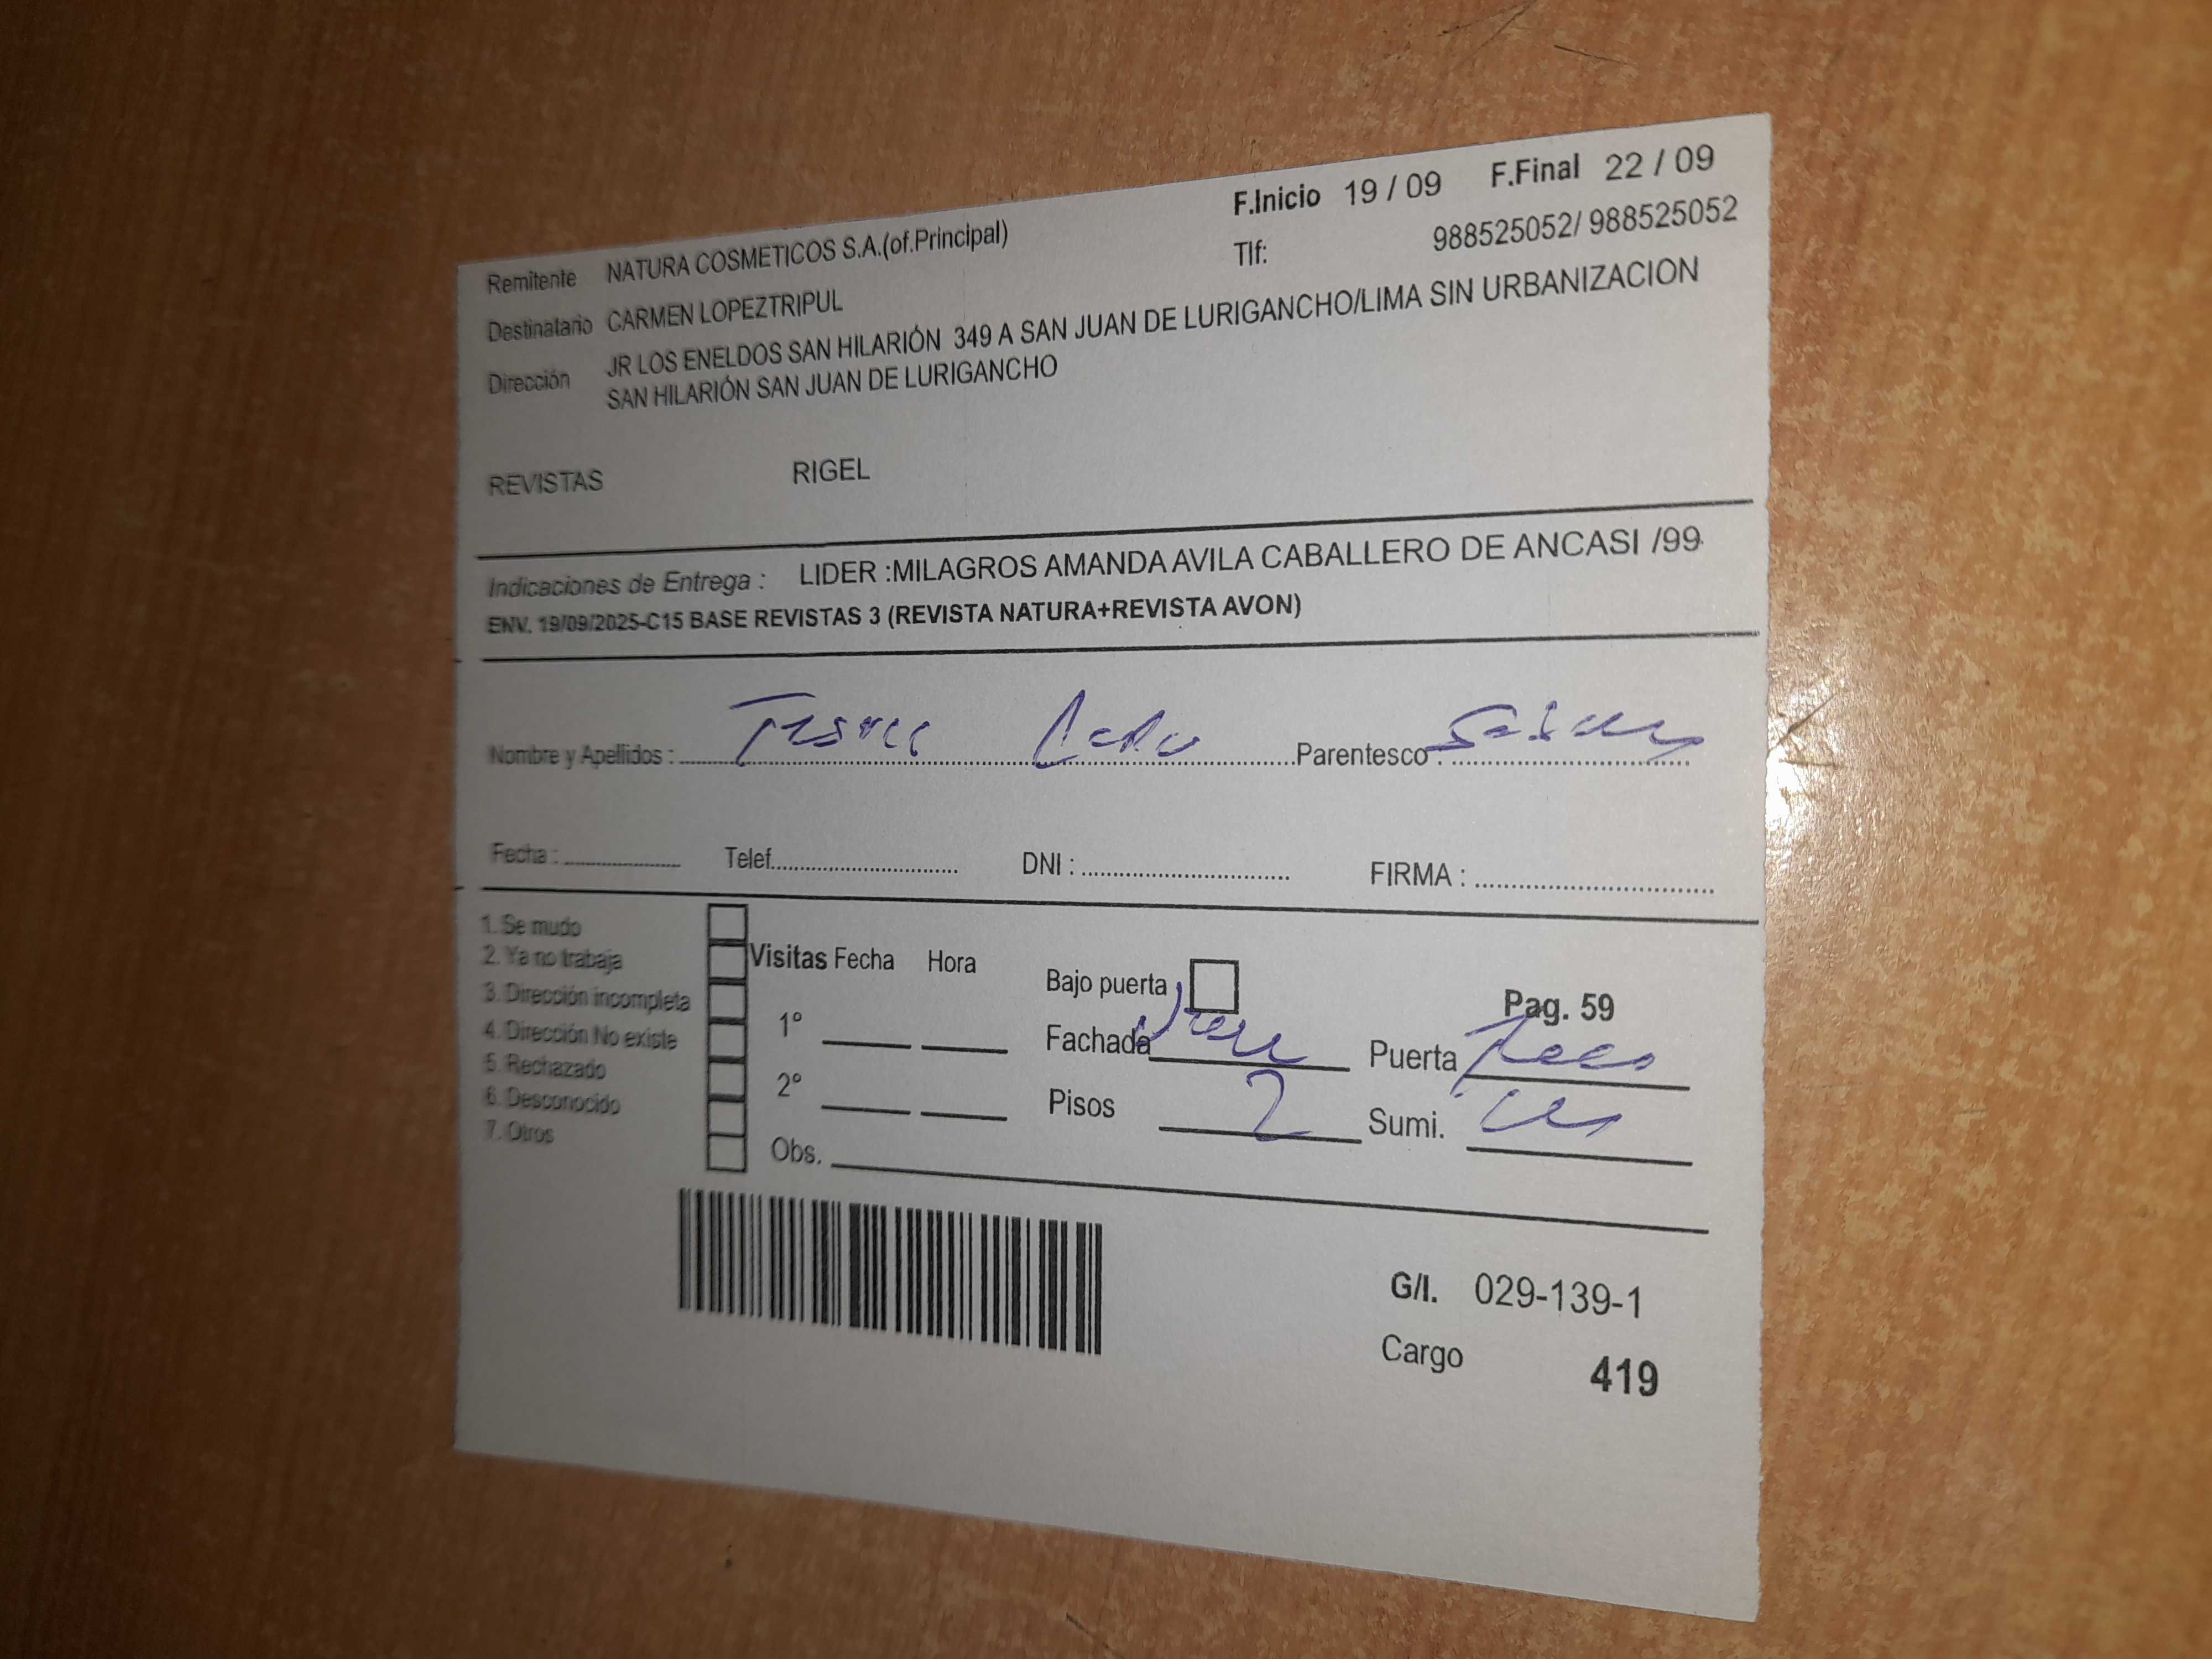 F.Inicio 19 / 09 F.Final 22 / 09
Remitente NATURA COSMETICOS S.A.(of.Principal) Tlf: 988525052/ 988525052
Destinatario CARMEN LOPEZTRIPUL
Dirección JR LOS ENELDOS SAN HILARIÓN 349 A SAN JUAN DE LURIGANCHO/LIMA SIN URBANIZACION
SAN HILARIÓN SAN JUAN DE LURIGANCHO
REVISTAS RIGEL
Indicaciones de Entrega : LIDER :MILAGROS AMANDA AVILA CABALLERO DE ANCASI /99
ENV. 19/09/2025-C15 BASE REVISTAS 3 (REVISTA NATURA+REVISTA AVON)
Nombre y Apellidos : Parentesco :
Fecha : Telef. DNI : FIRMA :
1. Se mudo
2. Ya no trabaja
3. Dirección incompleta
4. Dirección No existe
5. Rechazado
6. Desconocido
7. Otros
Visitas Fecha Hora
1°
2°
Obs.
Bajo puerta
Pag. 59
Fachada Puerta
Pisos 2 Sumi.
G/I. 029-139-1
Cargo 419